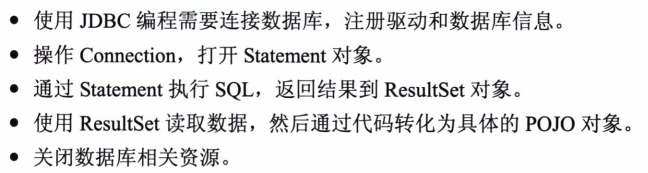 ● 使用 JDBC 编程需要连接数据库，注册驱动和数据库信息。
● 操作 Connection，打开 Statement 对象。
● 通过 Statement 执行 SQL，返回结果到 ResultSet 对象。
● 使用 ResultSet 读取数据，然后通过代码转化为具体的 POJO 对象。
● 关闭数据库相关资源。